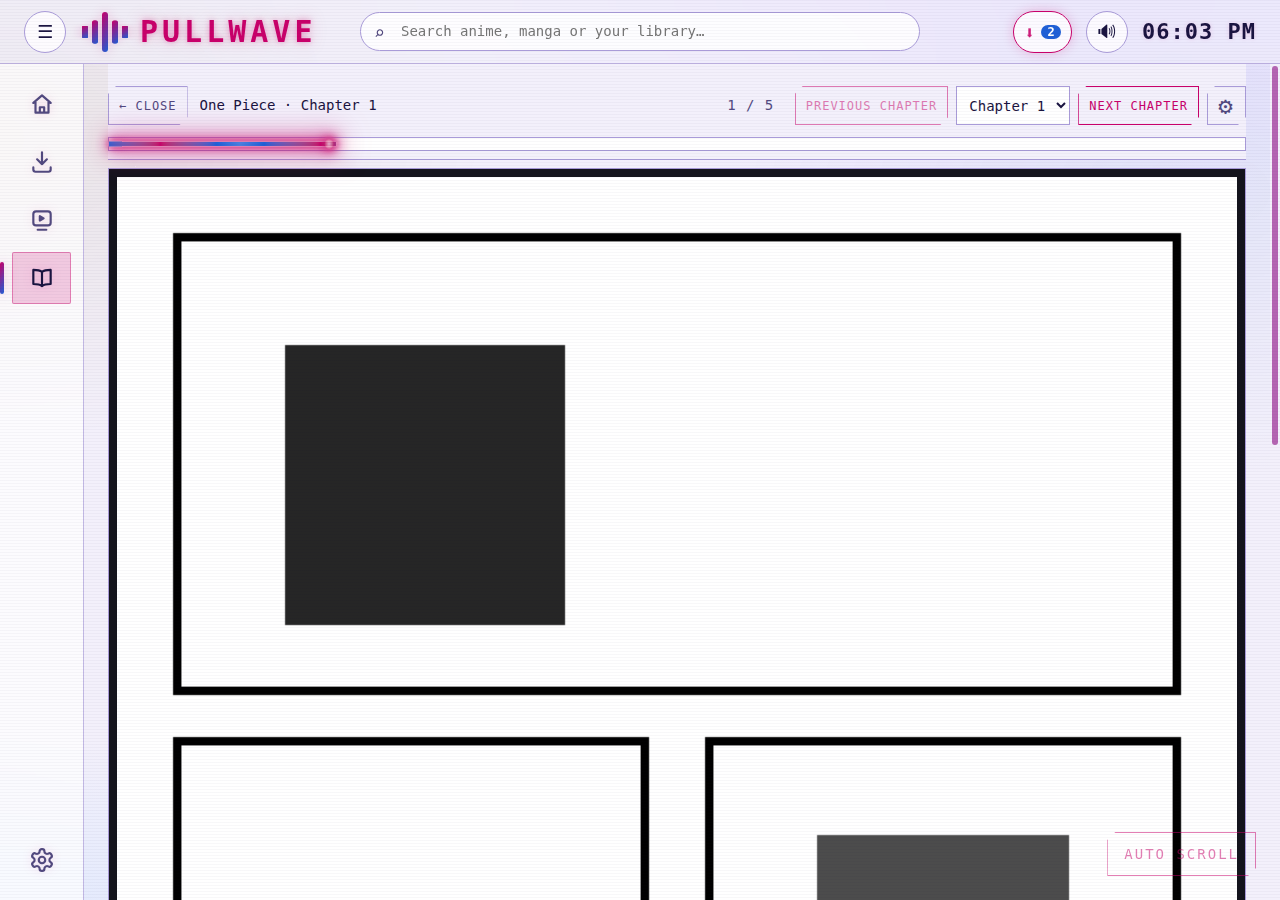 PULLWAVE
Search anime, manga or your library…
2
06:03 PM
← CLOSE
One Piece · Chapter 1
1 / 5
PREVIOUS CHAPTER
Chapter 1
NEXT CHAPTER
AUTO SCROLL